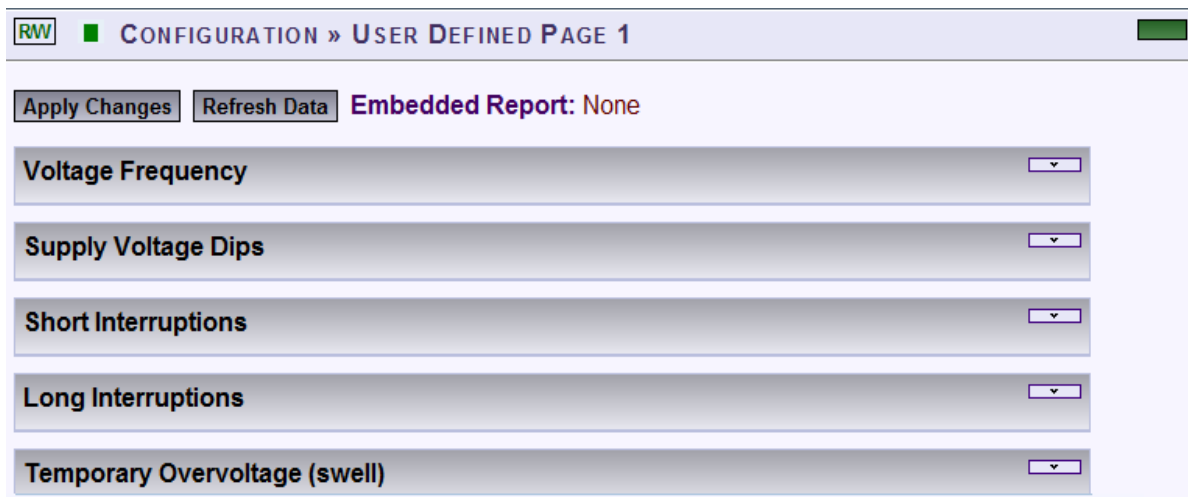 R/W CONFIGURATION » USER DEFINED PAGE 1
Apply Changes Refresh Data Embedded Report: None
Voltage Frequency
Supply Voltage Dips
Short Interruptions
Long Interruptions
Temporary Overvoltage (swell)